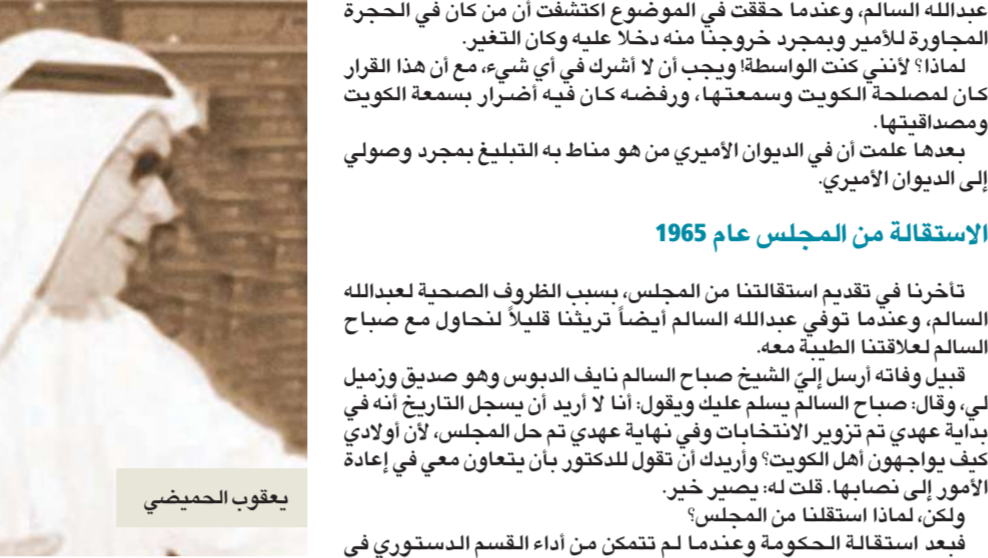 عبدالله السالم، وعندما حققت في الموضوع اكتشفت أن من كان في الحجرة
المجاورة للأمير وبمجرد خروجنا منه دخلا عليه وكان التغير.
لماذا؟ لأنني كنت الواسطة! ويجب أن لا أشرك في أي شيء، مع أن هذا القرار
كان لمصلحة الكويت وسمعتها، ورفضه كان فيه أضرار بسمعة الكويت
ومصداقيتها.
بعدها علمت أن في الديوان الأميري من هو مناط به التبليغ بمجرد وصولي
إلى الديوان الأميري.
الاستقالة من المجلس عام 1965
تأخرنا في تقديم استقالتنا من المجلس، بسبب الظروف الصحية لعبدالله
السالم، وعندما توفي عبدالله السالم أيضاً تريثنا قليلاً لنحاول مع صباح
السالم لعلاقتنا الطيبة معه.
قبيل وفاته أرسل إليّ الشيخ صباح السالم نايف الدبوس وهو صديق وزميل
لي، وقال: صباح السالم يسلم عليك ويقول: أنا لا أريد أن يسجل التاريخ أنه في
بداية عهدي تم تزوير الانتخابات وفي نهاية عهدي تم حل المجلس، لأن أولادي
كيف يواجهون أهل الكويت؟ وأريدك أن تقول للدكتور بأن يتعاون معي في إعادة
الأمور إلى نصابها. قلت له: يصير خير.
ولكن، لماذا استقلنا من المجلس؟
فبعد استقالة الحكومة وعندما لم تتمكن من أداء القسم الدستوري في
يعقوب الحميضي